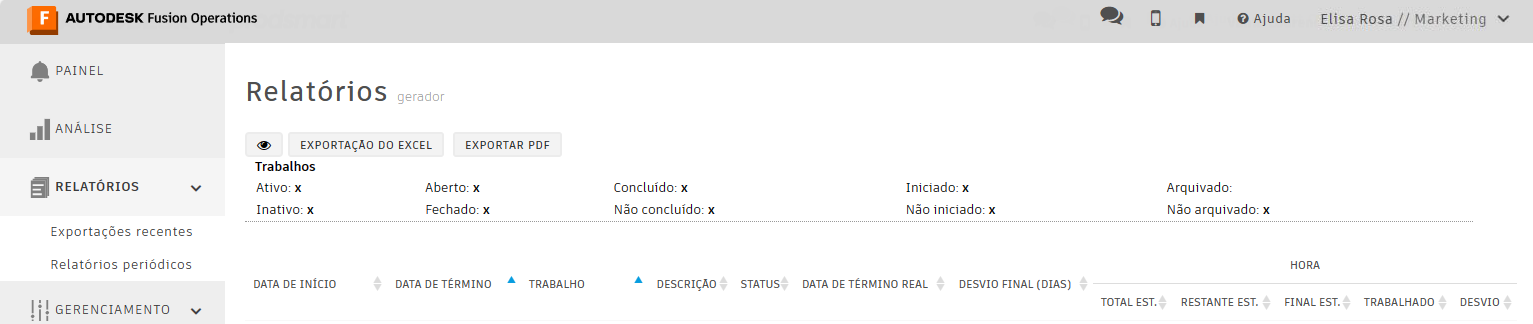 F AUTODESK Fusion Operations
Ajuda
Elisa Rosa // Marketing
PAINEL
ANÁLISE
RELATÓRIOS
Exportações recentes
Relatórios periódicos
GERENCIAMENTO
Relatórios gerador
EXPORTAÇÃO DO EXCEL EXPORTAR PDF
Trabalhos
Ativo: x Aberto: x Concluído: x Iniciado: x Arquivado:
Inativo: x Fechado: x Não concluído: x Não iniciado: x Não arquivado: x
HORA
DATA DE INÍCIO DATA DE TÉRMINO TRABALHO DESCRIÇÃO STATUS DATA DE TÉRMINO REAL DESVIO FINAL (DIAS)
TOTAL EST. RESTANTE EST. FINAL EST. TRABALHADO DESVIO